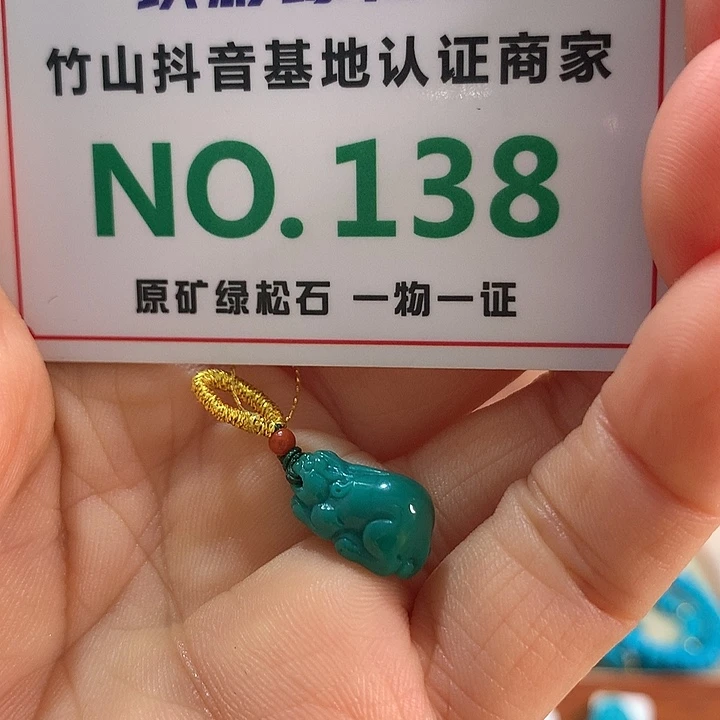 竹山抖音基地认证商家
NO.138
原矿绿松石 一物一证